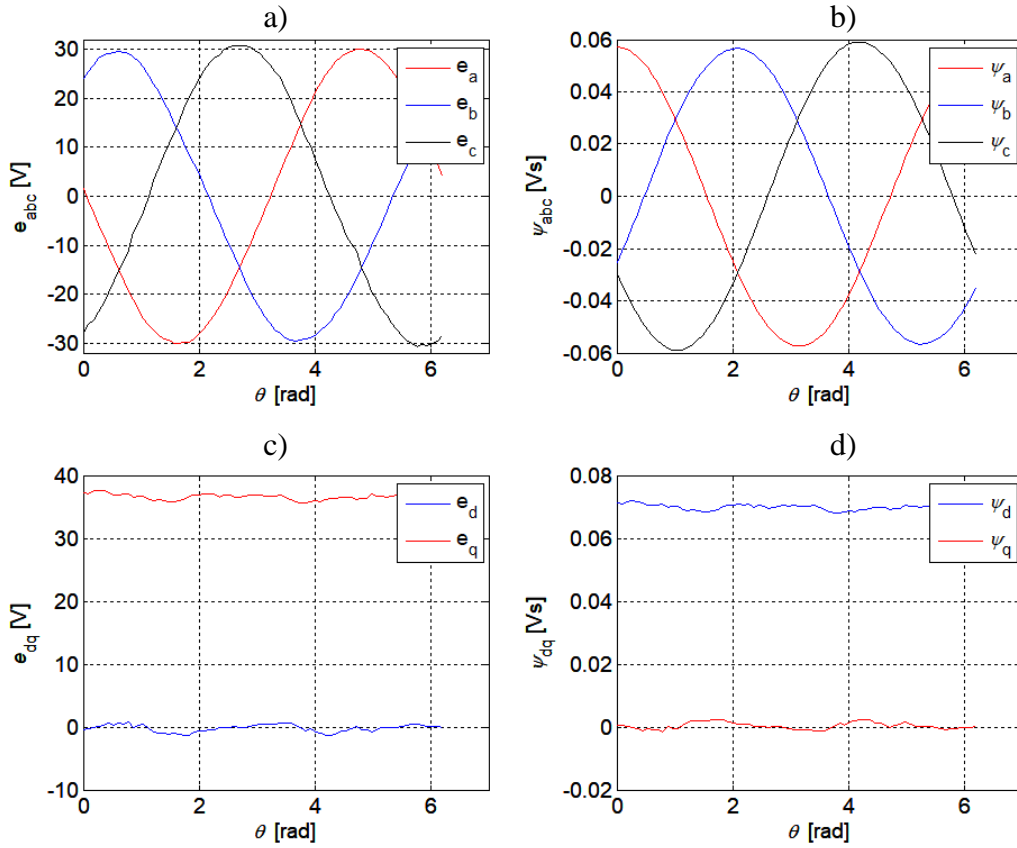 a)
30
20
10
0
-10
-20
-30
0
2
4
6
e_abc [V]
θ [rad]
e_a
e_b
e_c
b)
0.06
0.04
0.02
0
-0.02
-0.04
-0.06
0
2
4
6
ψ_abc [Vs]
θ [rad]
ψ_a
ψ_b
ψ_c
c)
40
30
20
10
0
-10
0
2
4
6
e_dq [V]
θ [rad]
e_d
e_q
d)
0.08
0.06
0.04
0.02
0
-0.02
0
2
4
6
ψ_dq [Vs]
θ [rad]
ψ_d
ψ_q